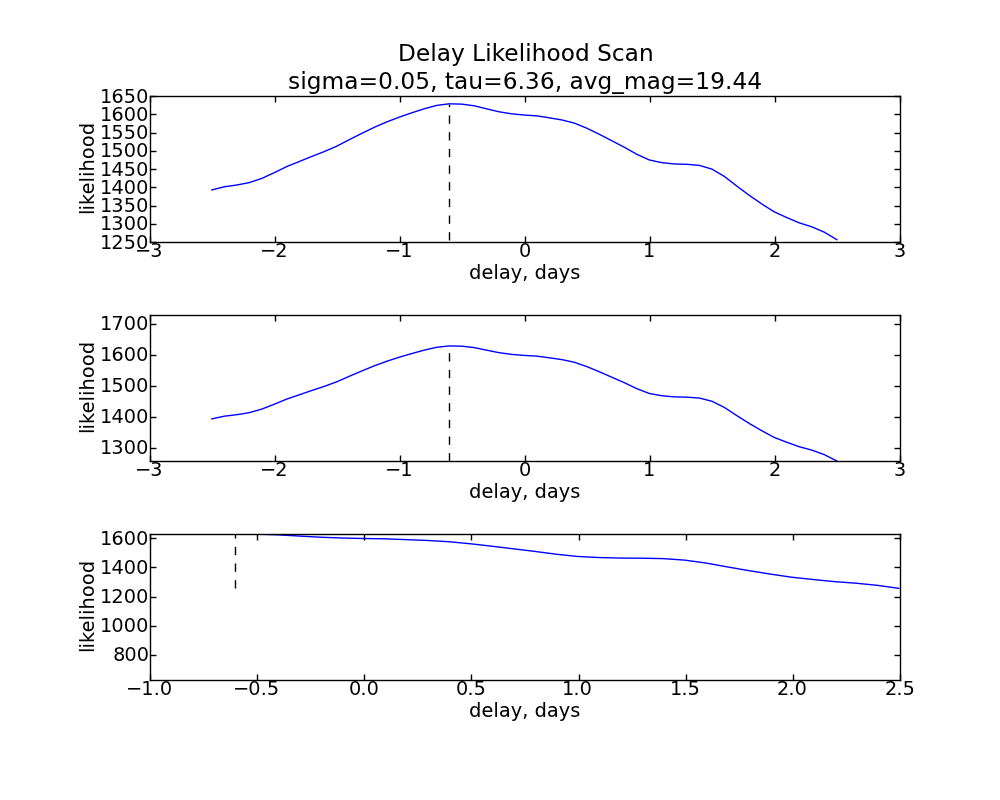 Delay Likelihood Scan
sigma=0.05, tau=6.36, avg_mag=19.44
1650
1600
1550
1500
1450
1400
1350
1300
1250
likelihood
−3 −2 −1 0 1 2 3
delay, days
1700
1600
1500
1400
1300
likelihood
−3 −2 −1 0 1 2 3
delay, days
1600
1400
1200
1000
800
likelihood
−1.0 −0.5 0.0 0.5 1.0 1.5 2.0 2.5
delay, days